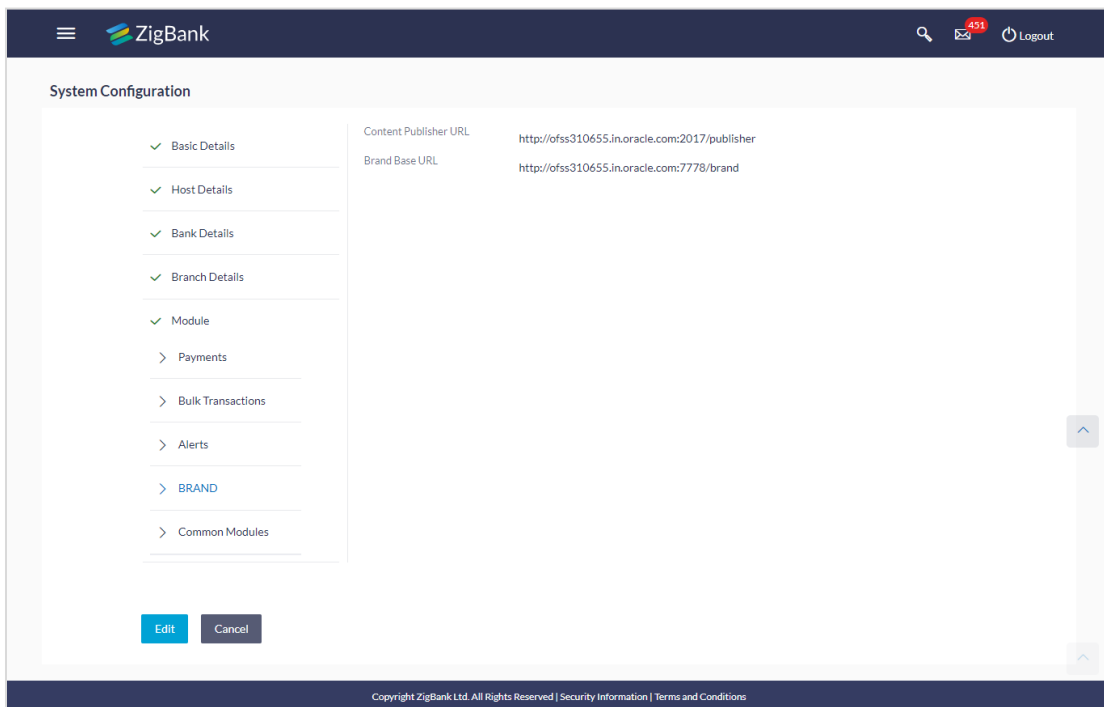 ZigBank
451
Logout
System Configuration
Basic Details
Host Details
Bank Details
Branch Details
Module
Payments
Bulk Transactions
Alerts
BRAND
Common Modules
Content Publisher URL http://ofss310655.in.oracle.com:2017/publisher
Brand Base URL http://ofss310655.in.oracle.com:7778/brand
Edit Cancel
Copyright ZigBank Ltd. All Rights Reserved | Security Information | Terms and Conditions